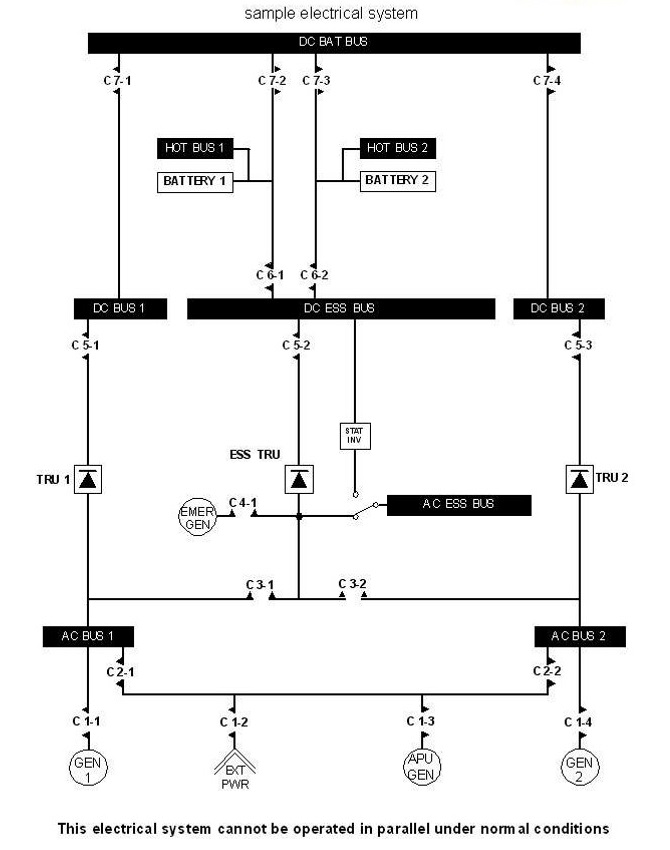 sample electrical system
DC BAT BUS
C 7-1
C 7-2
C 7-3
C 7-4
HOT BUS 1
HOT BUS 2
BATTERY 1
BATTERY 2
C 6-1
C 6-2
DC BUS 1
DC ESS BUS
DC BUS 2
C 5-1
C 5-2
C 5-3
STAT
INV
ESS TRU
TRU 1
TRU 2
C 4-1
AC ESS BUS
EMER
GEN
C 3-1
C 3-2
AC BUS 1
AC BUS 2
C 2-1
C 2-2
C 1-1
C 1-2
C 1-3
C 1-4
GEN
1
EXT
PWR
APU
GEN
GEN
2
This electrical system cannot be operated in parallel under normal conditions